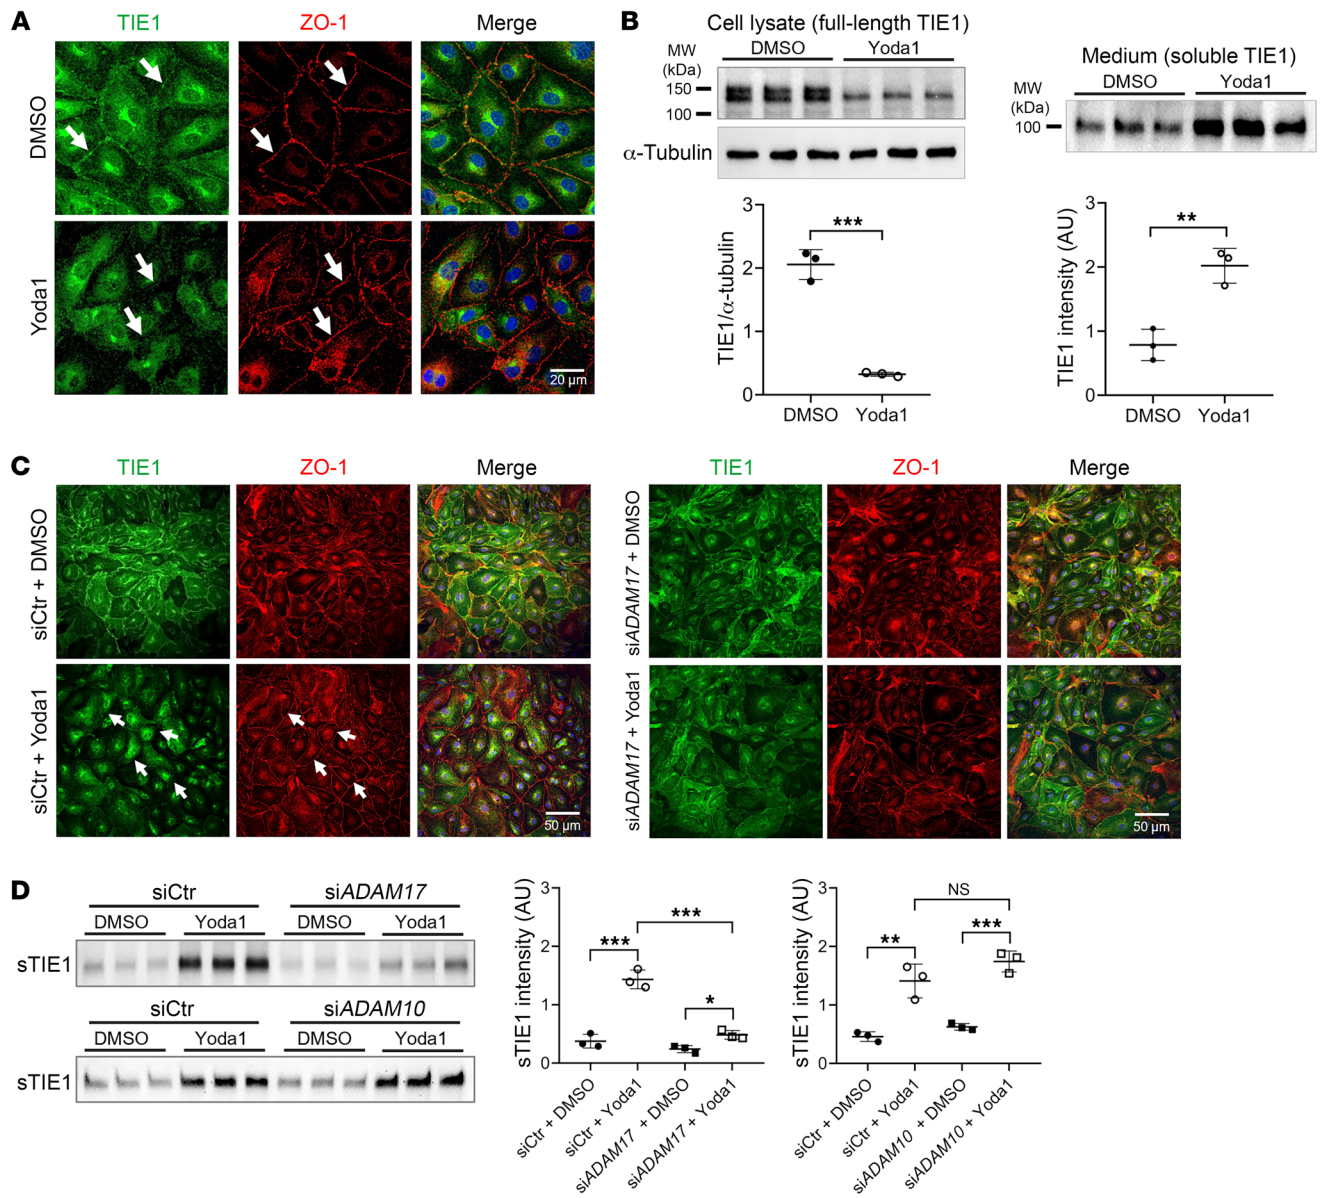 A
TIE1 ZO-1 Merge
DMSO
Yoda1
20 µm
B
Cell lysate (full-length TIE1)
MW
(kDa)
DMSO Yoda1
150
100
α-Tubulin
Medium (soluble TIE1)
MW
(kDa)
DMSO Yoda1
100
TIE1/α-tubulin
3
2
1
0
***
DMSO Yoda1
TIE1 intensity (AU)
3
2
1
0
**
DMSO Yoda1
C
TIE1 ZO-1 Merge
siCtr + DMSO
siCtr + Yoda1
50 µm
TIE1 ZO-1 Merge
siADAM17 + DMSO
siADAM17 + Yoda1
50 µm
D
siCtr siADAM17
DMSO Yoda1 DMSO Yoda1
sTIE1
siCtr siADAM10
DMSO Yoda1 DMSO Yoda1
sTIE1
sTIE1 intensity (AU)
3
2
1
0
***
***
*
siCtr + DMSO
siCtr + Yoda1
siADAM17 + DMSO
siADAM17 + Yoda1
sTIE1 intensity (AU)
3
2
1
0
NS
**
***
siCtr + DMSO
siCtr + Yoda1
siADAM10 + DMSO
siADAM10 + Yoda1